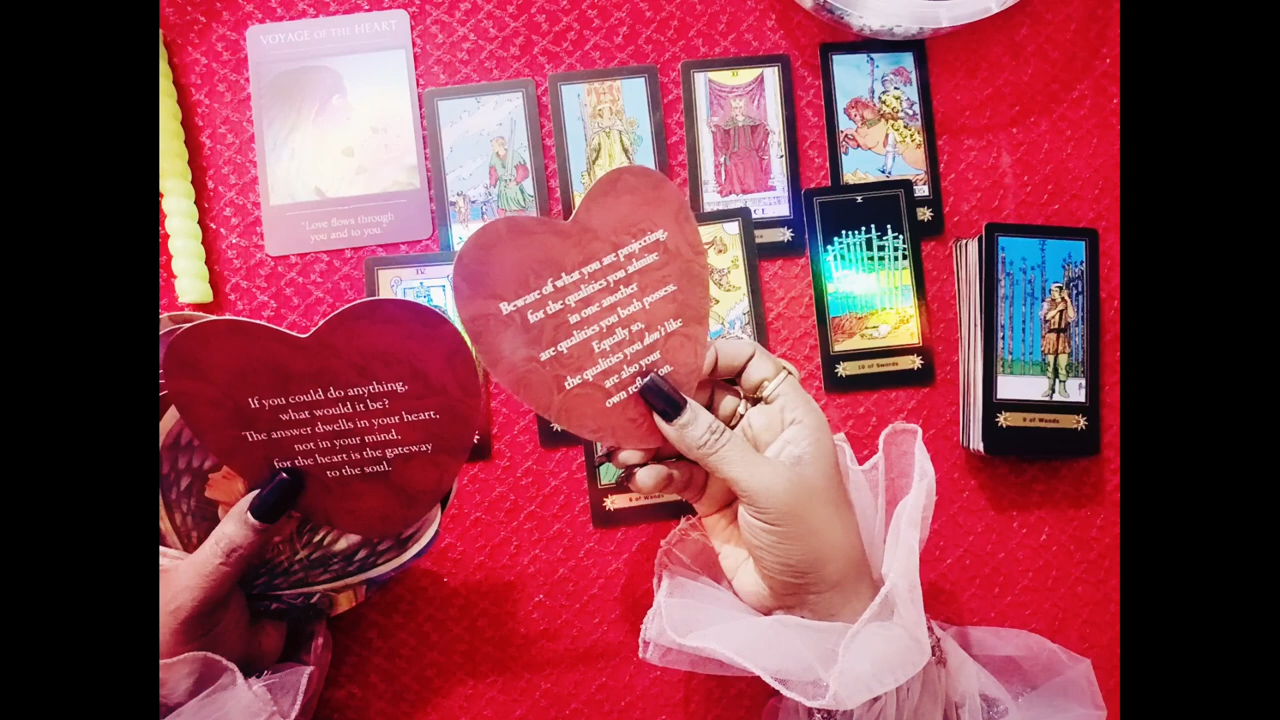 VOYAGE OF THE HEART
"Love flows through
you and to you."
XI
CE
X
10 of Swords
9 of Wands
XIV
Beware of what you are projecting,
for the qualities you admire
in one another
are qualities you both possess.
Equally so,
the qualities you don't like
are also your
own
If you could do anything,
what would it be?
The answer dwells in your heart,
not in your mind,
for the heart is the gateway
to the soul.
of Wands